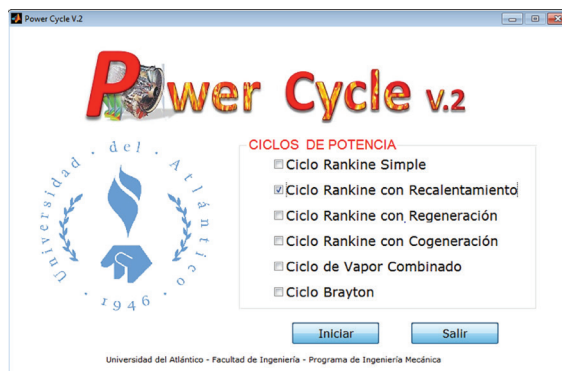 Power Cycle V.2
Power Cycle V.2
CICLOS DE POTENCIA
Ciclo Rankine Simple
Ciclo Rankine con Recalentamiento
Ciclo Rankine con Regeneración
Ciclo Rankine con Cogeneración
Ciclo de Vapor Combinado
Ciclo Brayton
Universidad del Atlántico
1946
Iniciar
Salir
Universidad del Atlántico - Facultad de Ingeniería - Programa de Ingeniería Mecánica